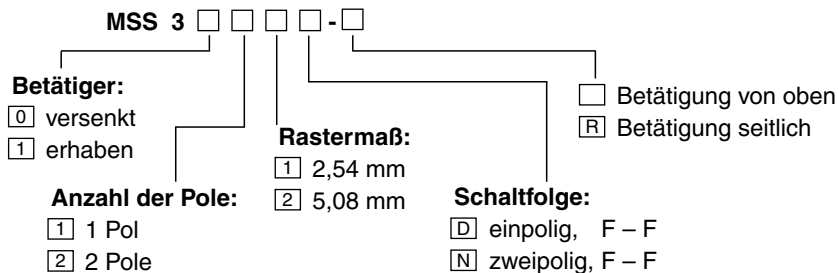 MSS 3 □ □ □ □ - □
Betätiger:
0 versenkt
1 erhaben
Anzahl der Pole:
1 1 Pol
2 2 Pole
Rastermaß:
1 2,54 mm
2 5,08 mm
Schaltfolge:
D einpolig, F – F
N zweipolig, F – F
□ Betätigung von oben
R Betätigung seitlich